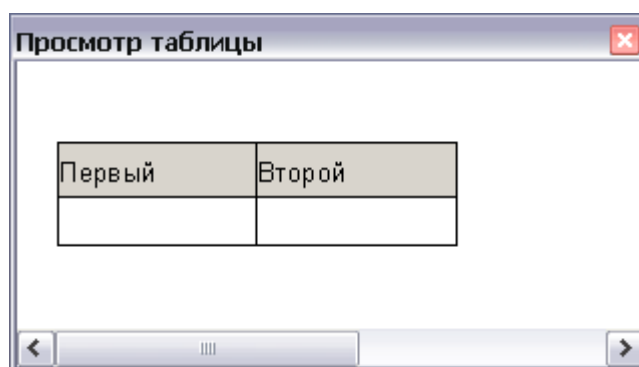 Просмотр таблицы
Первый Второй